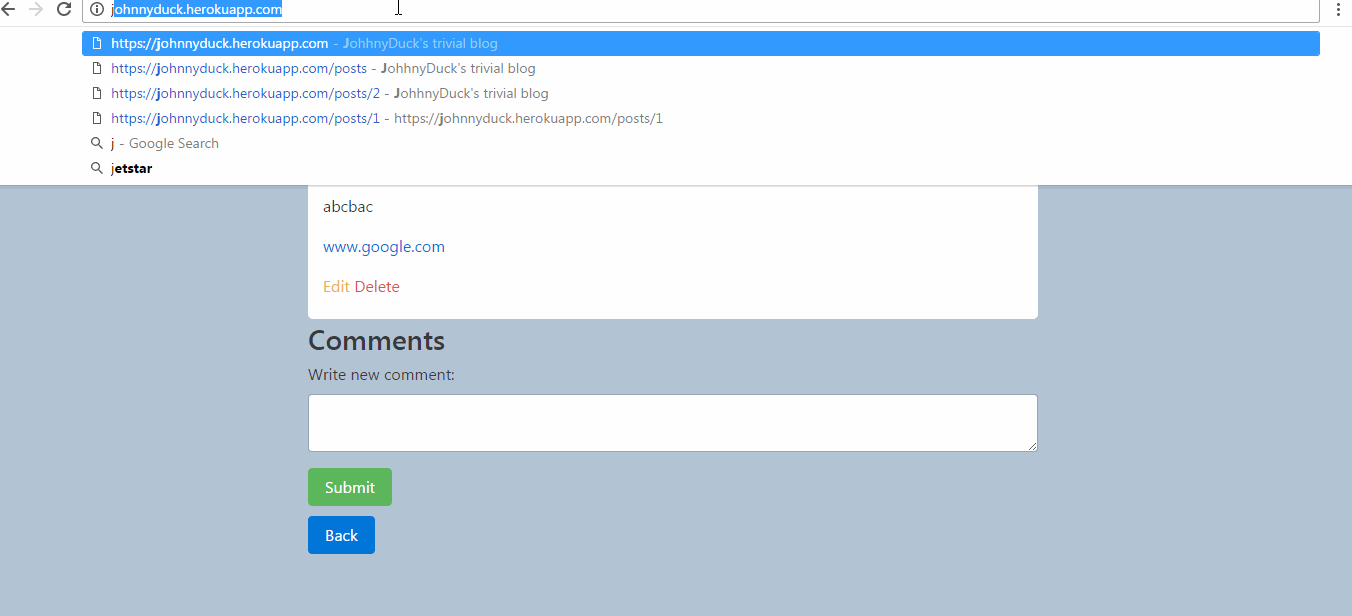 johnnyduck.herokuapp.com
https://johnnyduck.herokuapp.com - JohhnyDuck's trivial blog
https://johnnyduck.herokuapp.com/posts - JohhnyDuck's trivial blog
https://johnnyduck.herokuapp.com/posts/2 - JohhnyDuck's trivial blog
https://johnnyduck.herokuapp.com/posts/1 - https://johnnyduck.herokuapp.com/posts/1
j - Google Search
jetstar
abcbac
www.google.com
Edit Delete
Comments
Write new comment:
Submit
Back